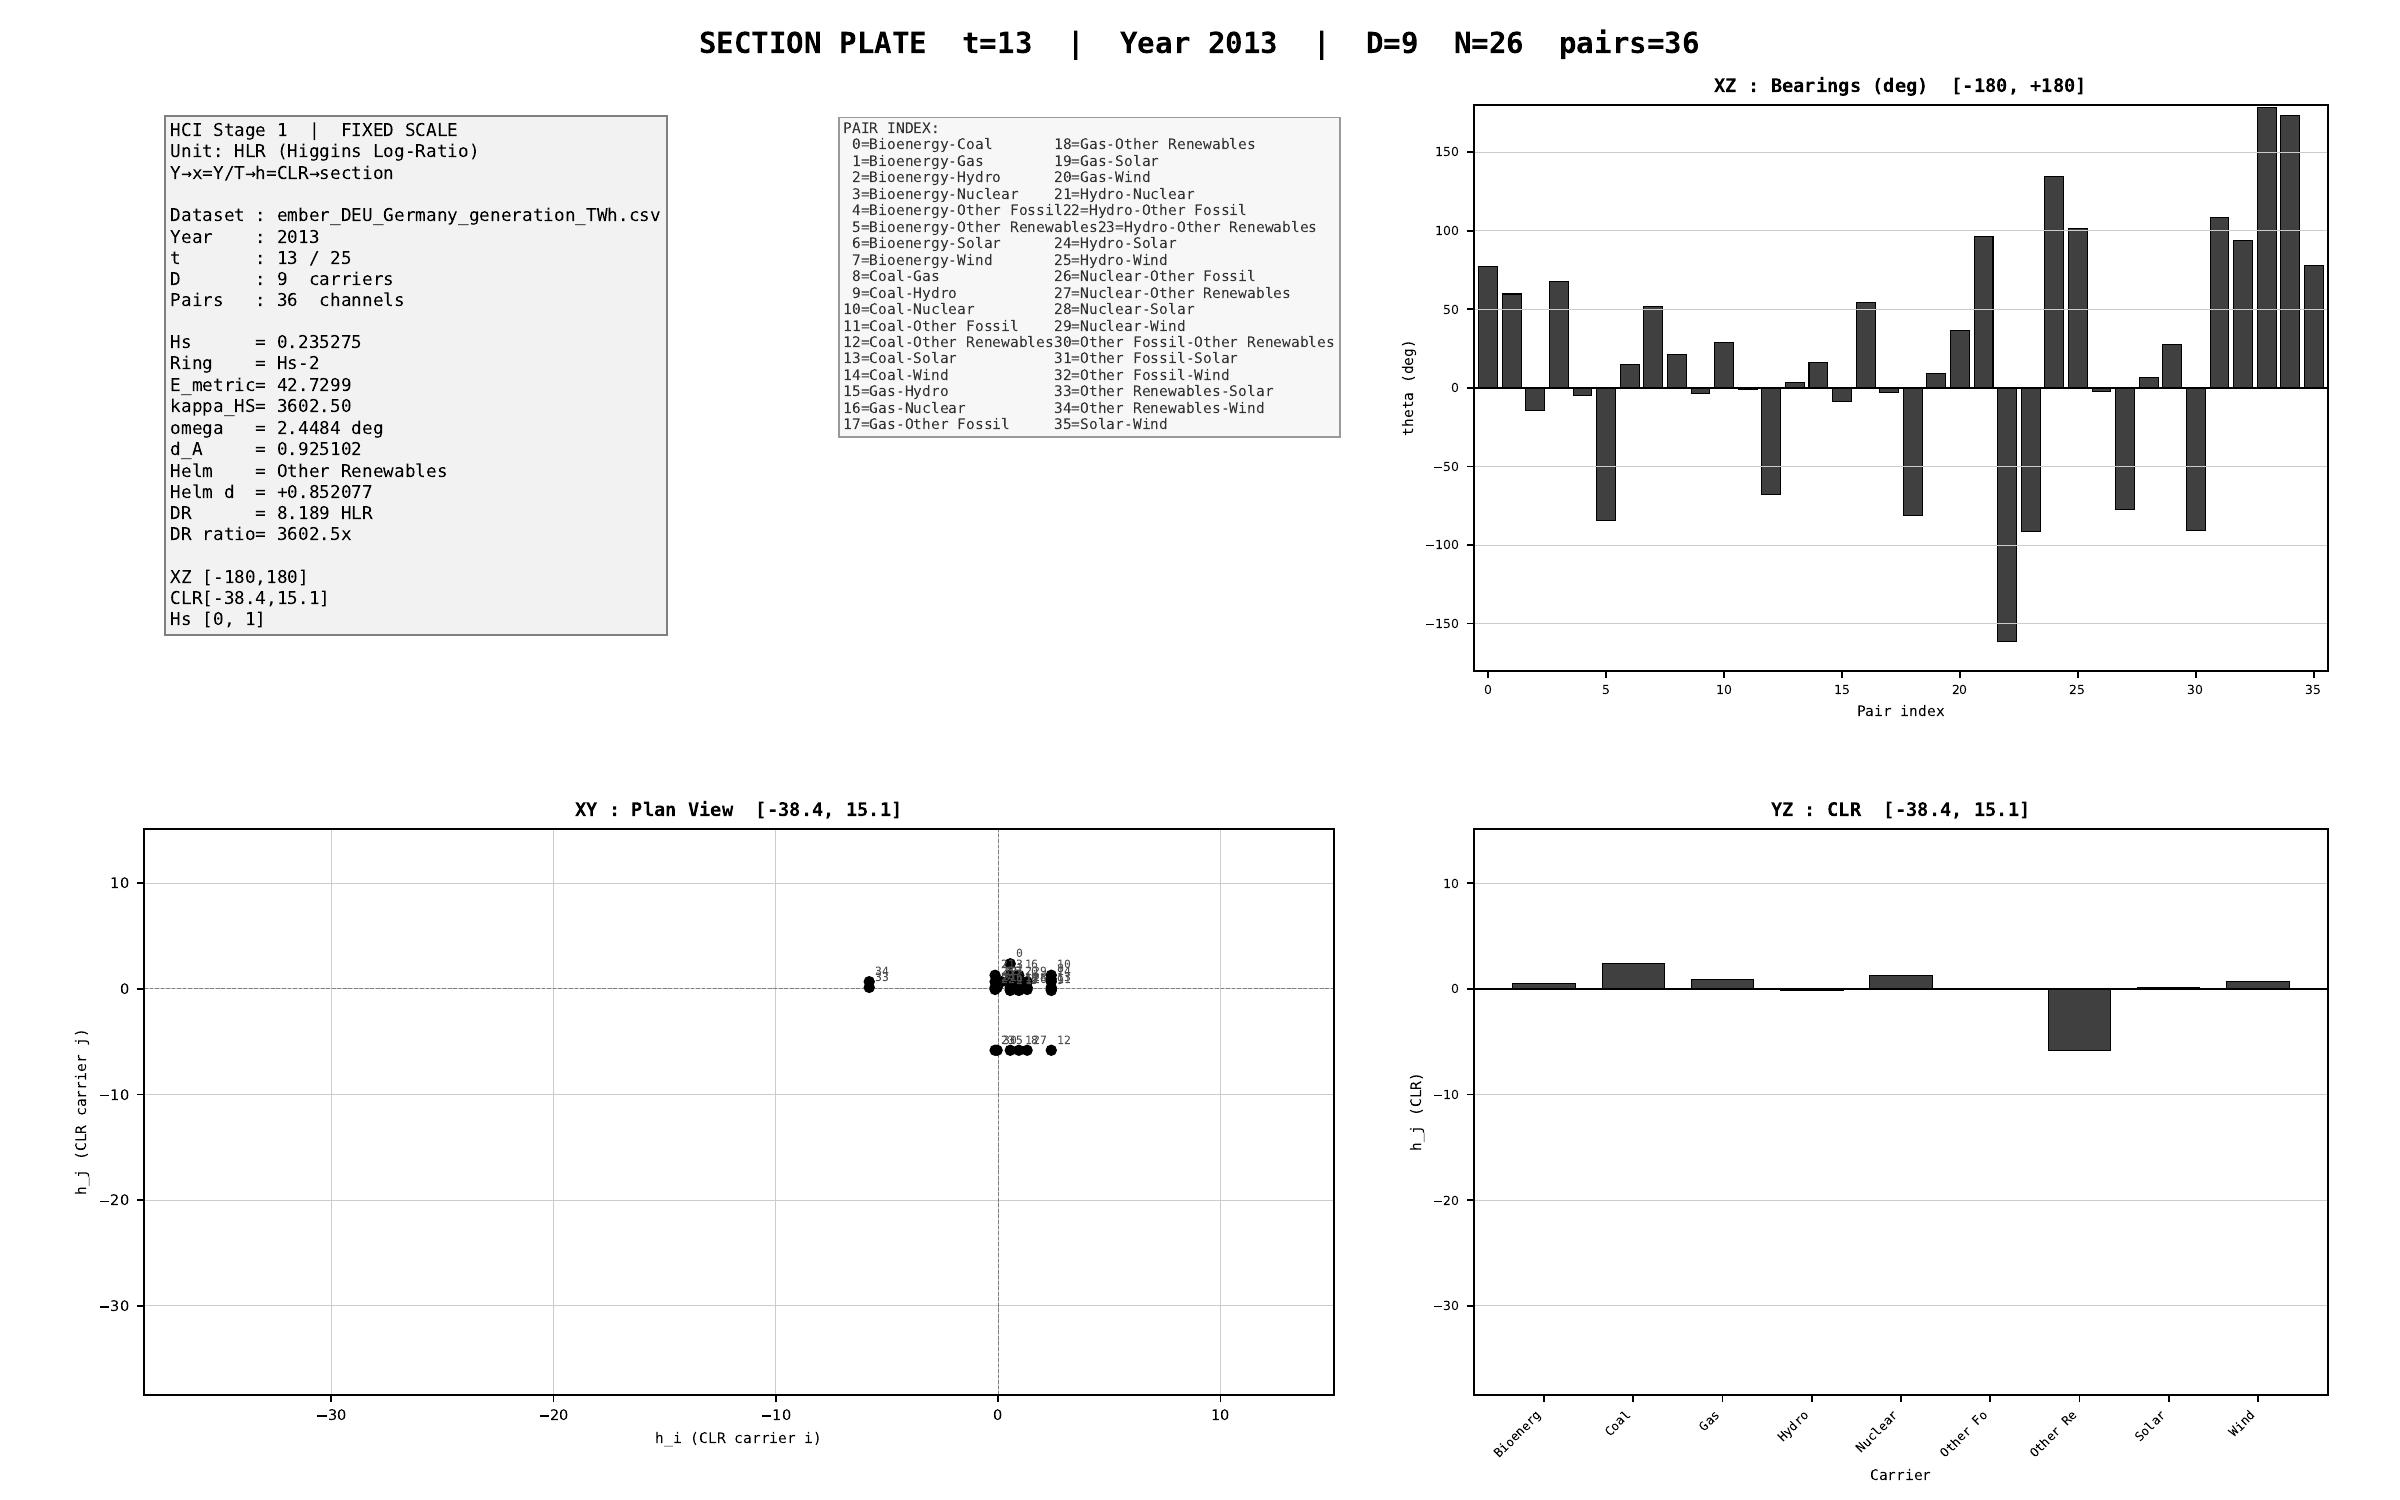 SECTION PLATE  t=13  |  Year 2013  |  D=9  N=26  pairs=36
HCI Stage 1  |  FIXED SCALE
Unit: HLR (Higgins Log-Ratio)
Y→x=Y/T→h=CLR→section
Dataset : ember_DEU_Germany_generation_TWh.csv
Year    : 2013
t       : 13 / 25
D       : 9  carriers
Pairs   : 36  channels
Hs      = 0.235275
Ring    = Hs-2
E_metric= 42.7299
kappa_HS= 3602.50
omega   = 2.4484 deg
d_A     = 0.925102
Helm    = Other Renewables
Helm d  = +0.852077
DR      = 8.189 HLR
DR ratio= 3602.5x
XZ [-180,180]
CLR[-38.4,15.1]
Hs [0, 1]
PAIR INDEX:
0=Bioenergy-Coal 18=Gas-Other Renewables
1=Bioenergy-Gas 19=Gas-Solar
2=Bioenergy-Hydro 20=Gas-Wind
3=Bioenergy-Nuclear 21=Hydro-Nuclear
4=Bioenergy-Other Fossil22=Hydro-Other Fossil
5=Bioenergy-Other Renewables23=Hydro-Other Renewables
6=Bioenergy-Solar 24=Hydro-Solar
7=Bioenergy-Wind 25=Hydro-Wind
8=Coal-Gas 26=Nuclear-Other Fossil
9=Coal-Hydro 27=Nuclear-Other Renewables
10=Coal-Nuclear 28=Nuclear-Solar
11=Coal-Other Fossil 29=Nuclear-Wind
12=Coal-Other Renewables30=Other Fossil-Other Renewables
13=Coal-Solar 31=Other Fossil-Solar
14=Coal-Wind 32=Other Fossil-Wind
15=Gas-Hydro 33=Other Renewables-Solar
16=Gas-Nuclear 34=Other Renewables-Wind
17=Gas-Other Fossil 35=Solar-Wind
XZ : Bearings (deg)  [-180, +180]
theta (deg)
150
100
50
0
−50
−100
−150
0 5 10 15 20 25 30 35
Pair index
XY : Plan View  [-38.4, 15.1]
h_j (CLR carrier j)
10
0
−10
−20
−30
0
10
34
33
12
−30 −20 −10 0 10
h_i (CLR carrier i)
YZ : CLR  [-38.4, 15.1]
h_j (CLR)
10
0
−10
−20
−30
Bioenerg Coal Gas Hydro Nuclear Other Fo Other Re Solar Wind
Carrier